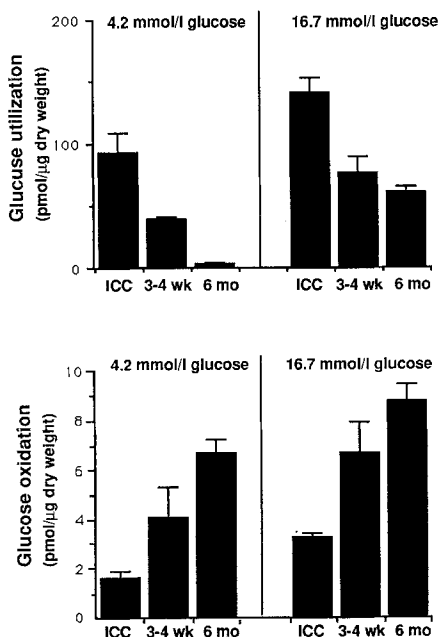 4.2 mmol/l glucose
16.7 mmol/l glucose
Glucuse utilization
(pmol/μg dry weight)
200
100
0
ICC 3-4 wk 6 mo
ICC 3-4 wk 6 mo
4.2 mmol/l glucose
16.7 mmol/l glucose
Glucose oxidation
(pmol/μg dry weight)
10
8
6
4
2
0
ICC 3-4 wk 6 mo
ICC 3-4 wk 6 mo